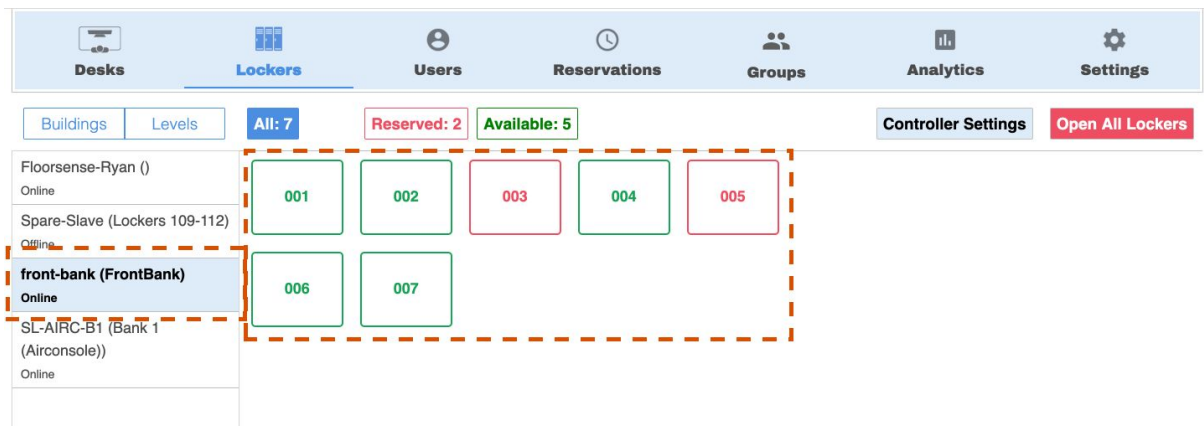 Desks Lockers Users Reservations Groups Analytics Settings
Buildings Levels All: 7 Reserved: 2 Available: 5 Controller Settings Open All Lockers
Floorsense-Ryan ()
Online
Spare-Slave (Lockers 109-112)
Offline
front-bank (FrontBank)
Online
SL-AIRC-B1 (Bank 1
(Airconsole))
Online
001 002 003 004 005
006 007